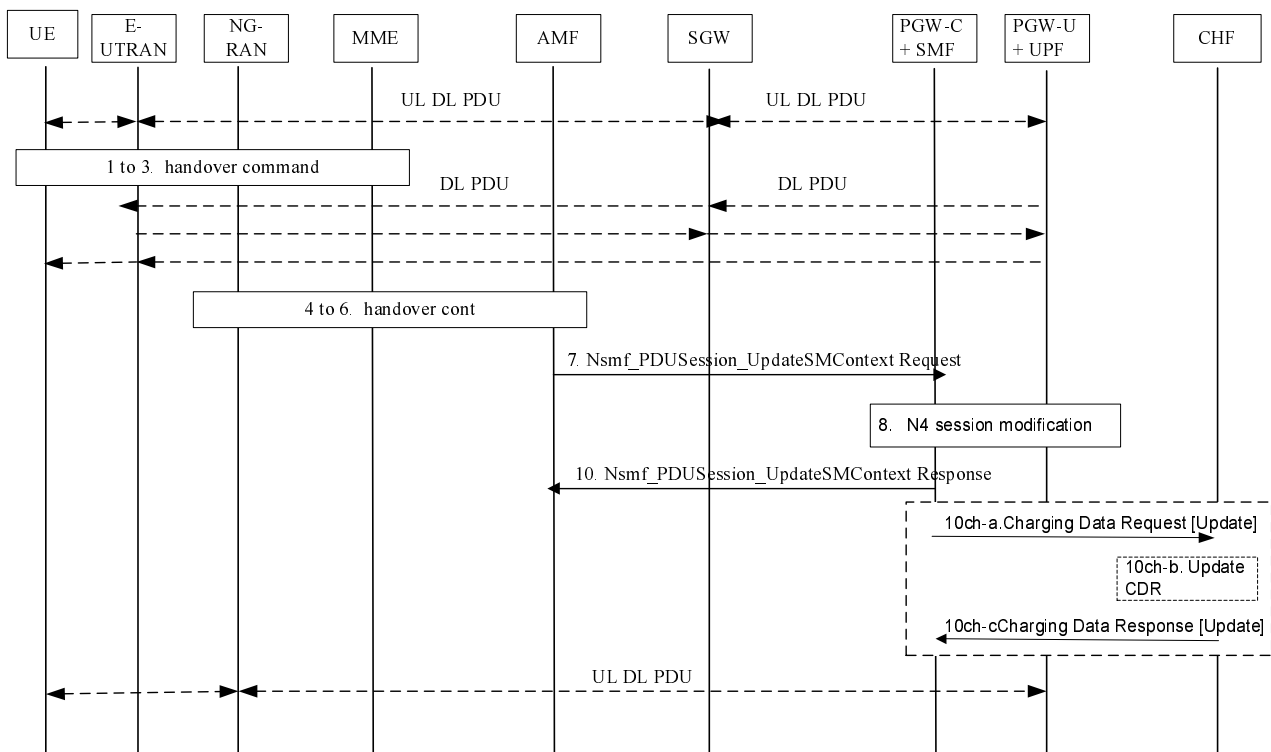 UE
E-
UTRAN
NG-
RAN
MME
AMF
SGW
PGW-C
+ SMF
PGW-U
+ UPF
CHF
UL DL PDU
UL DL PDU
1 to 3. handover command
DL PDU
DL PDU
4 to 6. handover cont
7. Nsmf_PDUSession_UpdateSMContext Request
8. N4 session modification
10. Nsmf_PDUSession_UpdateSMContext Response
10ch-a.Charging Data Request [Update]
10ch-b. Update
CDR
10ch-cCharging Data Response [Update]
UL DL PDU